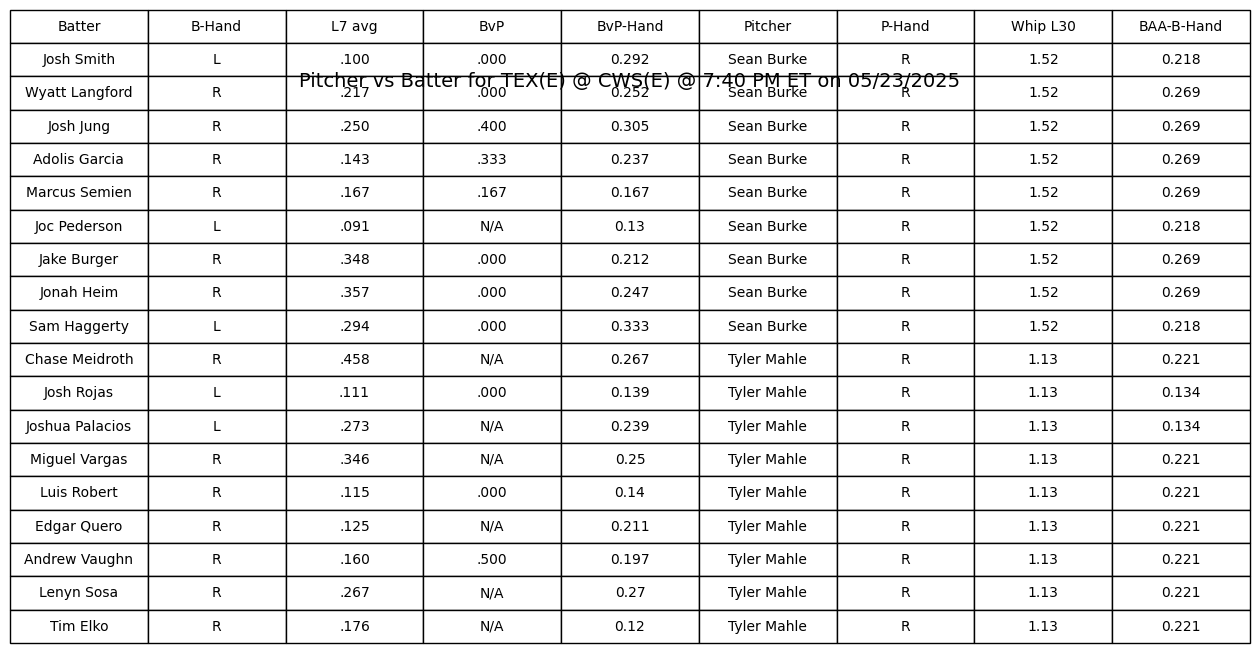 Batter B-Hand L7 avg BvP BvP-Hand Pitcher P-Hand Whip L30 BAA-B-Hand
Josh Smith L .100 .000 0.292 Sean Burke R 1.52 0.218
Pitcher vs Batter for TEX(E) @ CWS(E) @ 7:40 PM ET on 05/23/2025
Wyatt Langford R .217 .000 0.252 Sean Burke R 1.52 0.269
Josh Jung R .250 .400 0.305 Sean Burke R 1.52 0.269
Adolis Garcia R .143 .333 0.237 Sean Burke R 1.52 0.269
Marcus Semien R .167 .167 0.167 Sean Burke R 1.52 0.269
Joc Pederson L .091 N/A 0.13 Sean Burke R 1.52 0.218
Jake Burger R .348 .000 0.212 Sean Burke R 1.52 0.269
Jonah Heim R .357 .000 0.247 Sean Burke R 1.52 0.269
Sam Haggerty L .294 .000 0.333 Sean Burke R 1.52 0.218
Chase Meidroth R .458 N/A 0.267 Tyler Mahle R 1.13 0.221
Josh Rojas L .111 .000 0.139 Tyler Mahle R 1.13 0.134
Joshua Palacios L .273 N/A 0.239 Tyler Mahle R 1.13 0.134
Miguel Vargas R .346 N/A 0.25 Tyler Mahle R 1.13 0.221
Luis Robert R .115 .000 0.14 Tyler Mahle R 1.13 0.221
Edgar Quero R .125 N/A 0.211 Tyler Mahle R 1.13 0.221
Andrew Vaughn R .160 .500 0.197 Tyler Mahle R 1.13 0.221
Lenyn Sosa R .267 N/A 0.27 Tyler Mahle R 1.13 0.221
Tim Elko R .176 N/A 0.12 Tyler Mahle R 1.13 0.221